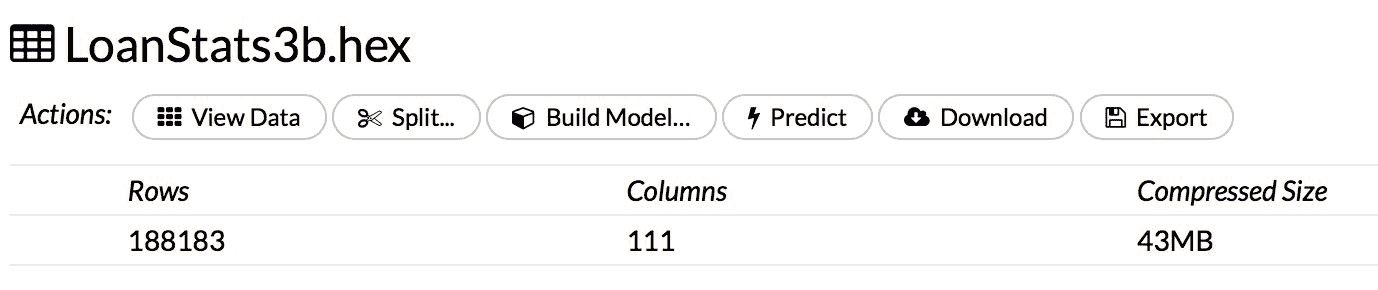 LoanStats3b.hex
Actions: View Data Split... Build Model... Predict Download Export
Rows Columns Compressed Size
188183 111 43MB